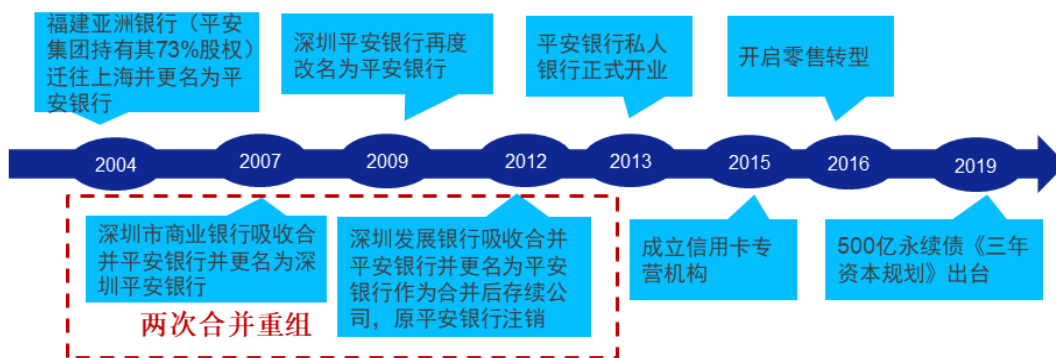 福建亚洲银行（平安
集团持有其73%股权）
迁往上海并更名为平
安银行
深圳平安银行再度
改名为平安银行
平安银行私人
银行正式开业
开启零售转型
2004
2007
2009
2012
2013
2015
2016
2019
深圳市商业银行吸收合
并平安银行并更名为深
圳平安银行
深圳发展银行吸收合并
平安银行并更名为平安
银行作为合并后存续公
司，原平安银行注销
成立信用卡专
营机构
500亿永续债《三年
资本规划》出台
两次合并重组